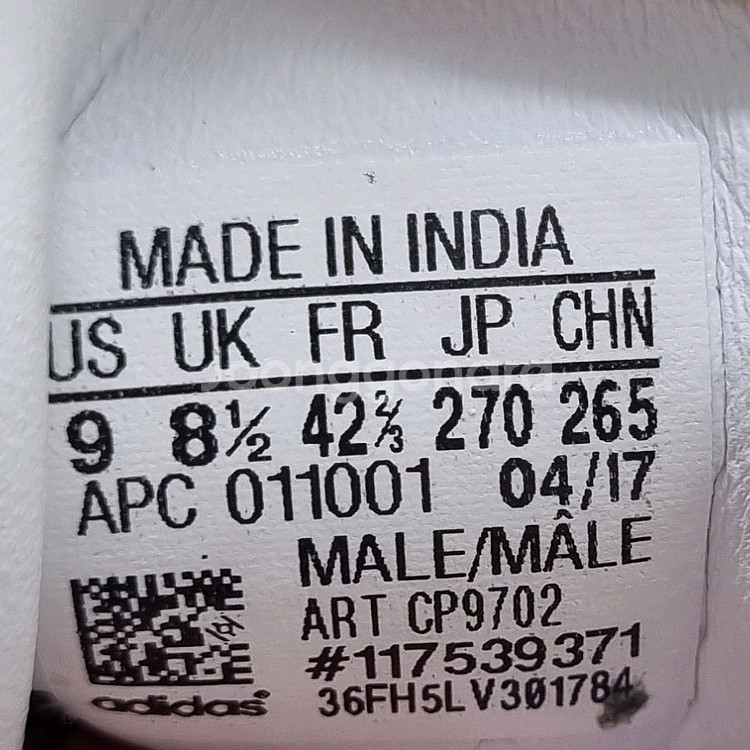 MADE IN INDIA
US UK FR JP CHN
9 8½ 42⅔ 270 265
APC 011001 04/17
MALE/MÂLE
ART CP9702
#117539371
adidas®
36FH5LV301784